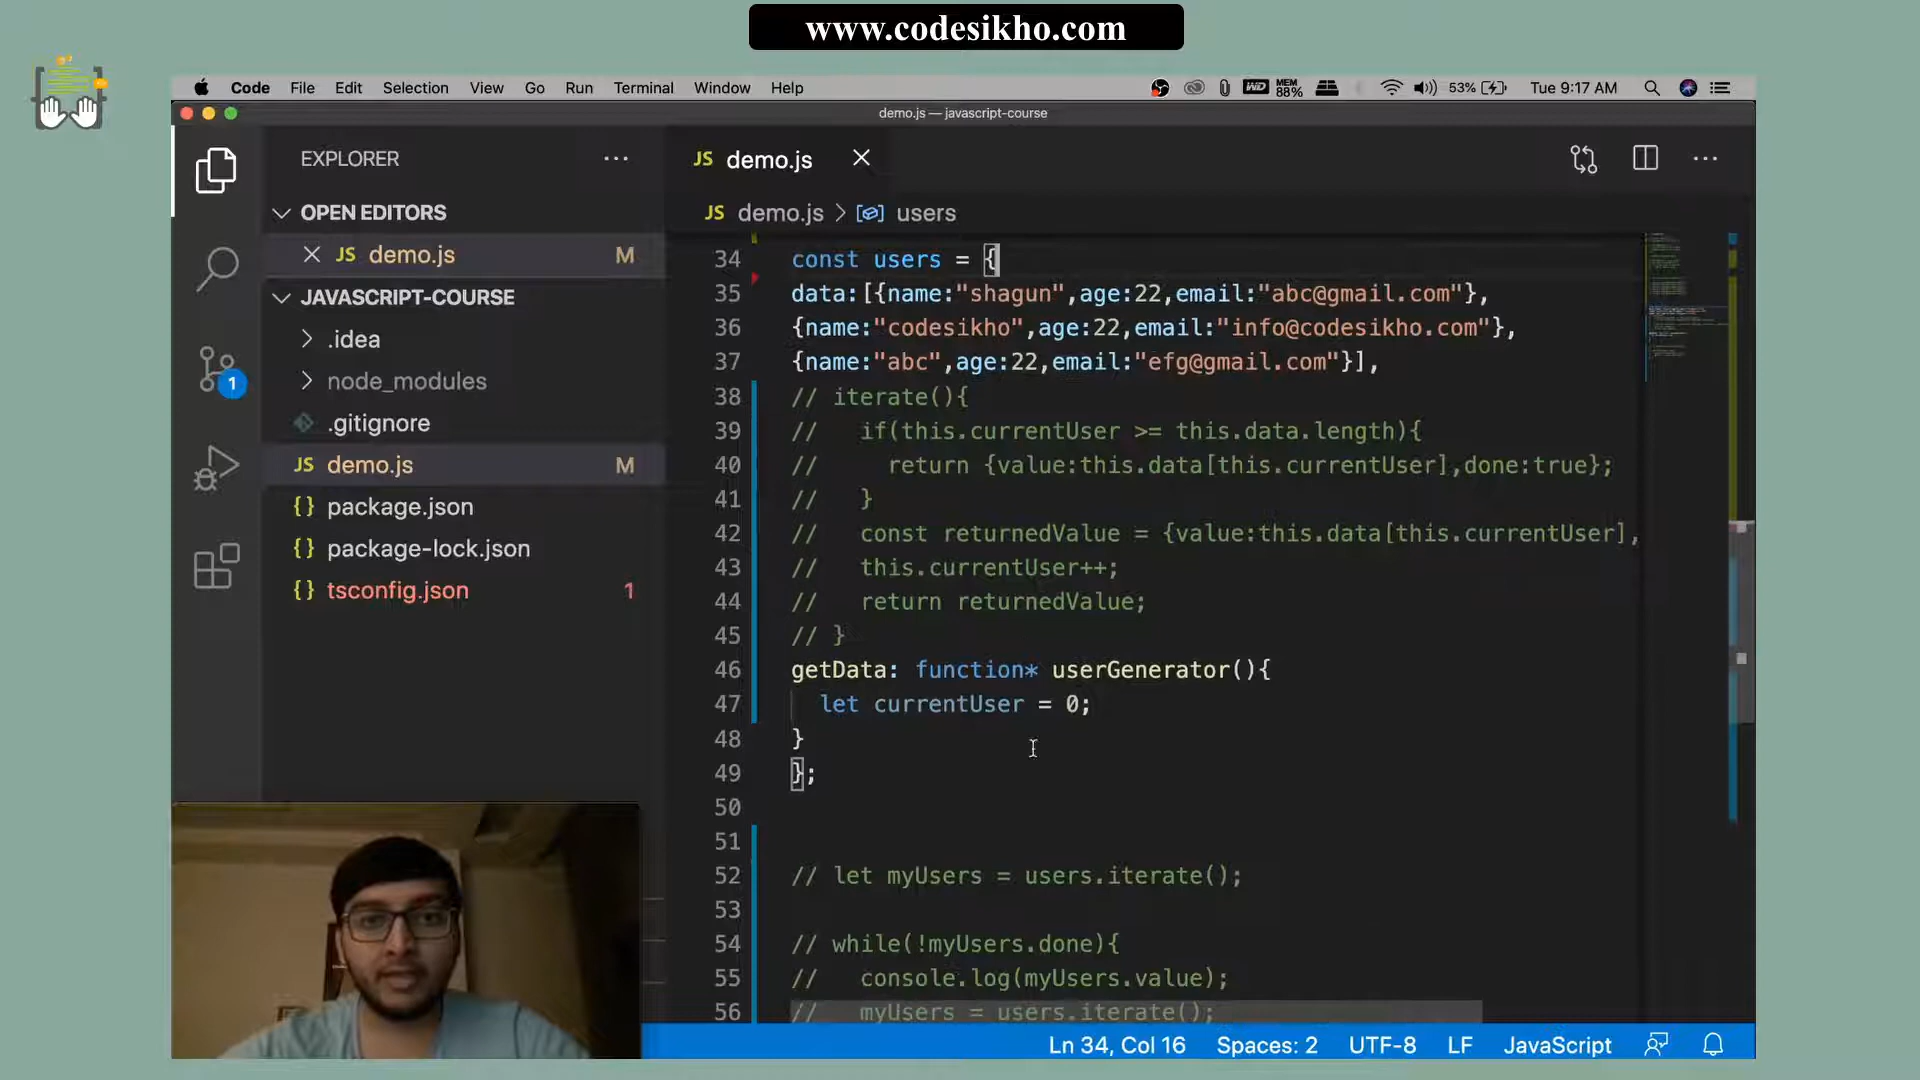 www.codesikho.com
Code File Edit Selection View Go Run Terminal Window Help WD MEM 88% 53% Tue 9:17 AM
demo.js — javascript-course
EXPLORER
OPEN EDITORS
JS demo.js M
JAVASCRIPT-COURSE
.idea
node_modules
.gitignore
JS demo.js M
{} package.json
{} package-lock.json
{} tsconfig.json 1
1
JS demo.js
JS demo.js > users
34 const users = {
35 data:[{name:"shagun",age:22,email:"abc@gmail.com"},
36 {name:"codesikho",age:22,email:"info@codesikho.com"},
37 {name:"abc",age:22,email:"efg@gmail.com"}],
38 // iterate(){
39 //   if(this.currentUser >= this.data.length){
40 //     return {value:this.data[this.currentUser],done:true};
41 //   }
42 //   const returnedValue = {value:this.data[this.currentUser],
43 //   this.currentUser++;
44 //   return returnedValue;
45 // }
46 getData: function* userGenerator(){
47   let currentUser = 0;
48 }
49 };
50
51
52 // let myUsers = users.iterate();
53
54 // while(!myUsers.done){
55 //   console.log(myUsers.value);
56 //   myUsers = users.iterate();
Ln 34, Col 16 Spaces: 2 UTF-8 LF JavaScript